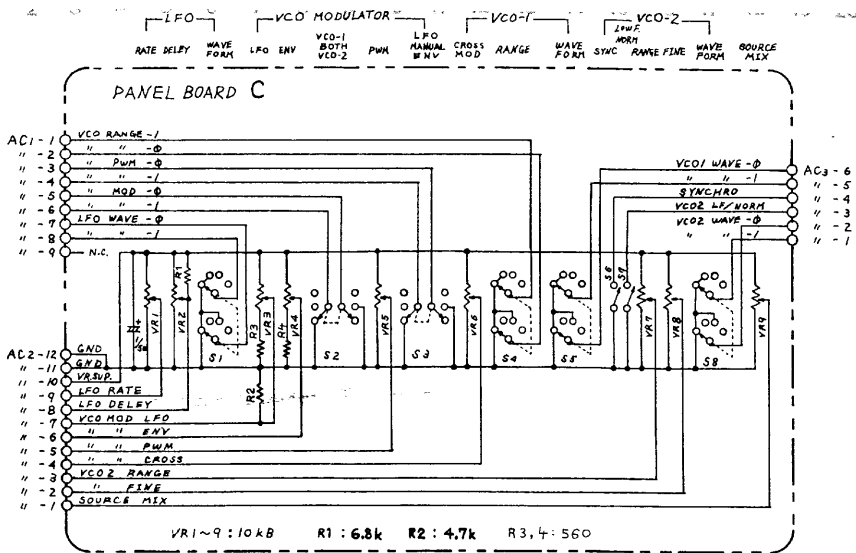 LFO VCO MODULATOR VCO-1 VCO-2
RATE DELEY WAVE FORM LFO ENV VCO-1 BOTH VCO-2 PWM LFO MANUAL ENV CROSS MOD RANGE WAVE FORM SYNC LOW F. NORM RANGE FINE WAVE FORM SOURCE MIX
PANEL BOARD C
AC1 - 1 VCO RANGE -1
" - 2 " " -0
" - 3 " PWM -0
" - 4 " " -1
" - 5 " MOD -0
" - 6 " " -1
" - 7 LFO WAVE -0
" - 8 " " -1
" - 9 N.C.
VCO1 WAVE -0 AC3 - 6
" " -1 " - 5
SYNCHRO " - 4
VCO2 LF/NORM " - 3
VCO2 WAVE -0 " - 2
" " -1 " - 1
R1 S6 S7
VR1 VR2 S1 R3 VR3 R4 VR4 S2 VR5 S3 VR6 S4 S5 VR7 VR8 S8 VR9
R2
AC2 - 12 GND
" - 11 GND
" - 10 VR.SUP.
" - 9 LFO RATE
" - 8 LFO DELEY
" - 7 VCO MOD LFO
" - 6 " " ENV
" - 5 " " PWM
" - 4 " " CROSS
" - 3 VCO2 RANGE
" - 2 " FINE
" - 1 SOURCE MIX
VR1~9 : 10kB R1 : 6.8k R2 : 4.7k R3,4 : 560